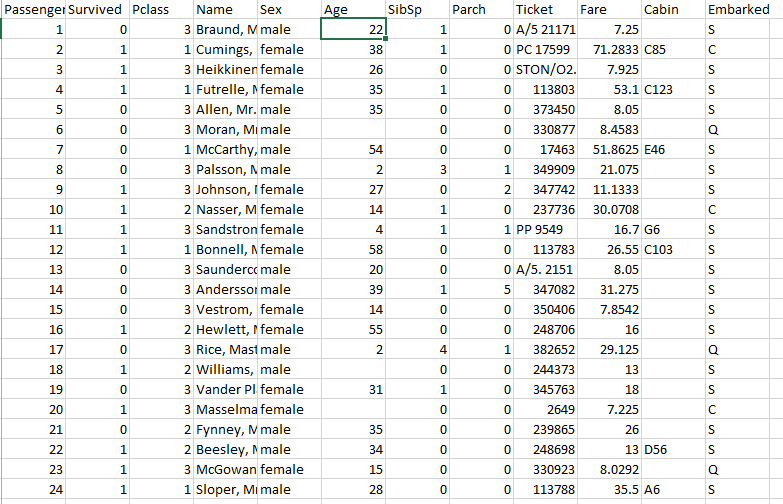 Passenger Survived Pclass Name Sex Age SibSp Parch Ticket Fare Cabin Embarked
1 0 3 Braund, M male 22 1 0 A/5 21171 7.25 S
2 1 1 Cumings, female 38 1 0 PC 17599 71.2833 C85 C
3 1 3 Heikkinen female 26 0 0 STON/O2. 7.925 S
4 1 1 Futrelle, M female 35 1 0 113803 53.1 C123 S
5 0 3 Allen, Mr. male 35 0 0 373450 8.05 S
6 0 3 Moran, Mr male 0 0 330877 8.4583 Q
7 0 1 McCarthy, male 54 0 0 17463 51.8625 E46 S
8 0 3 Palsson, M male 2 3 1 349909 21.075 S
9 1 3 Johnson, female 27 0 2 347742 11.1333 S
10 1 2 Nasser, M female 14 1 0 237736 30.0708 C
11 1 3 Sandstrom female 4 1 1 PP 9549 16.7 G6 S
12 1 1 Bonnell, M female 58 0 0 113783 26.55 C103 S
13 0 3 Saunderco male 20 0 0 A/5. 2151 8.05 S
14 0 3 Andersson male 39 1 5 347082 31.275 S
15 0 3 Vestrom, female 14 0 0 350406 7.8542 S
16 1 2 Hewlett, female 55 0 0 248706 16 S
17 0 3 Rice, Mast male 2 4 1 382652 29.125 Q
18 1 2 Williams, male 0 0 244373 13 S
19 0 3 Vander Pl female 31 1 0 345763 18 S
20 1 3 Masselma female 0 0 2649 7.225 C
21 0 2 Fynney, M male 35 0 0 239865 26 S
22 1 2 Beesley, M male 34 0 0 248698 13 D56 S
23 1 3 McGowan female 15 0 0 330923 8.0292 Q
24 1 1 Sloper, Mr male 28 0 0 113788 35.5 A6 S